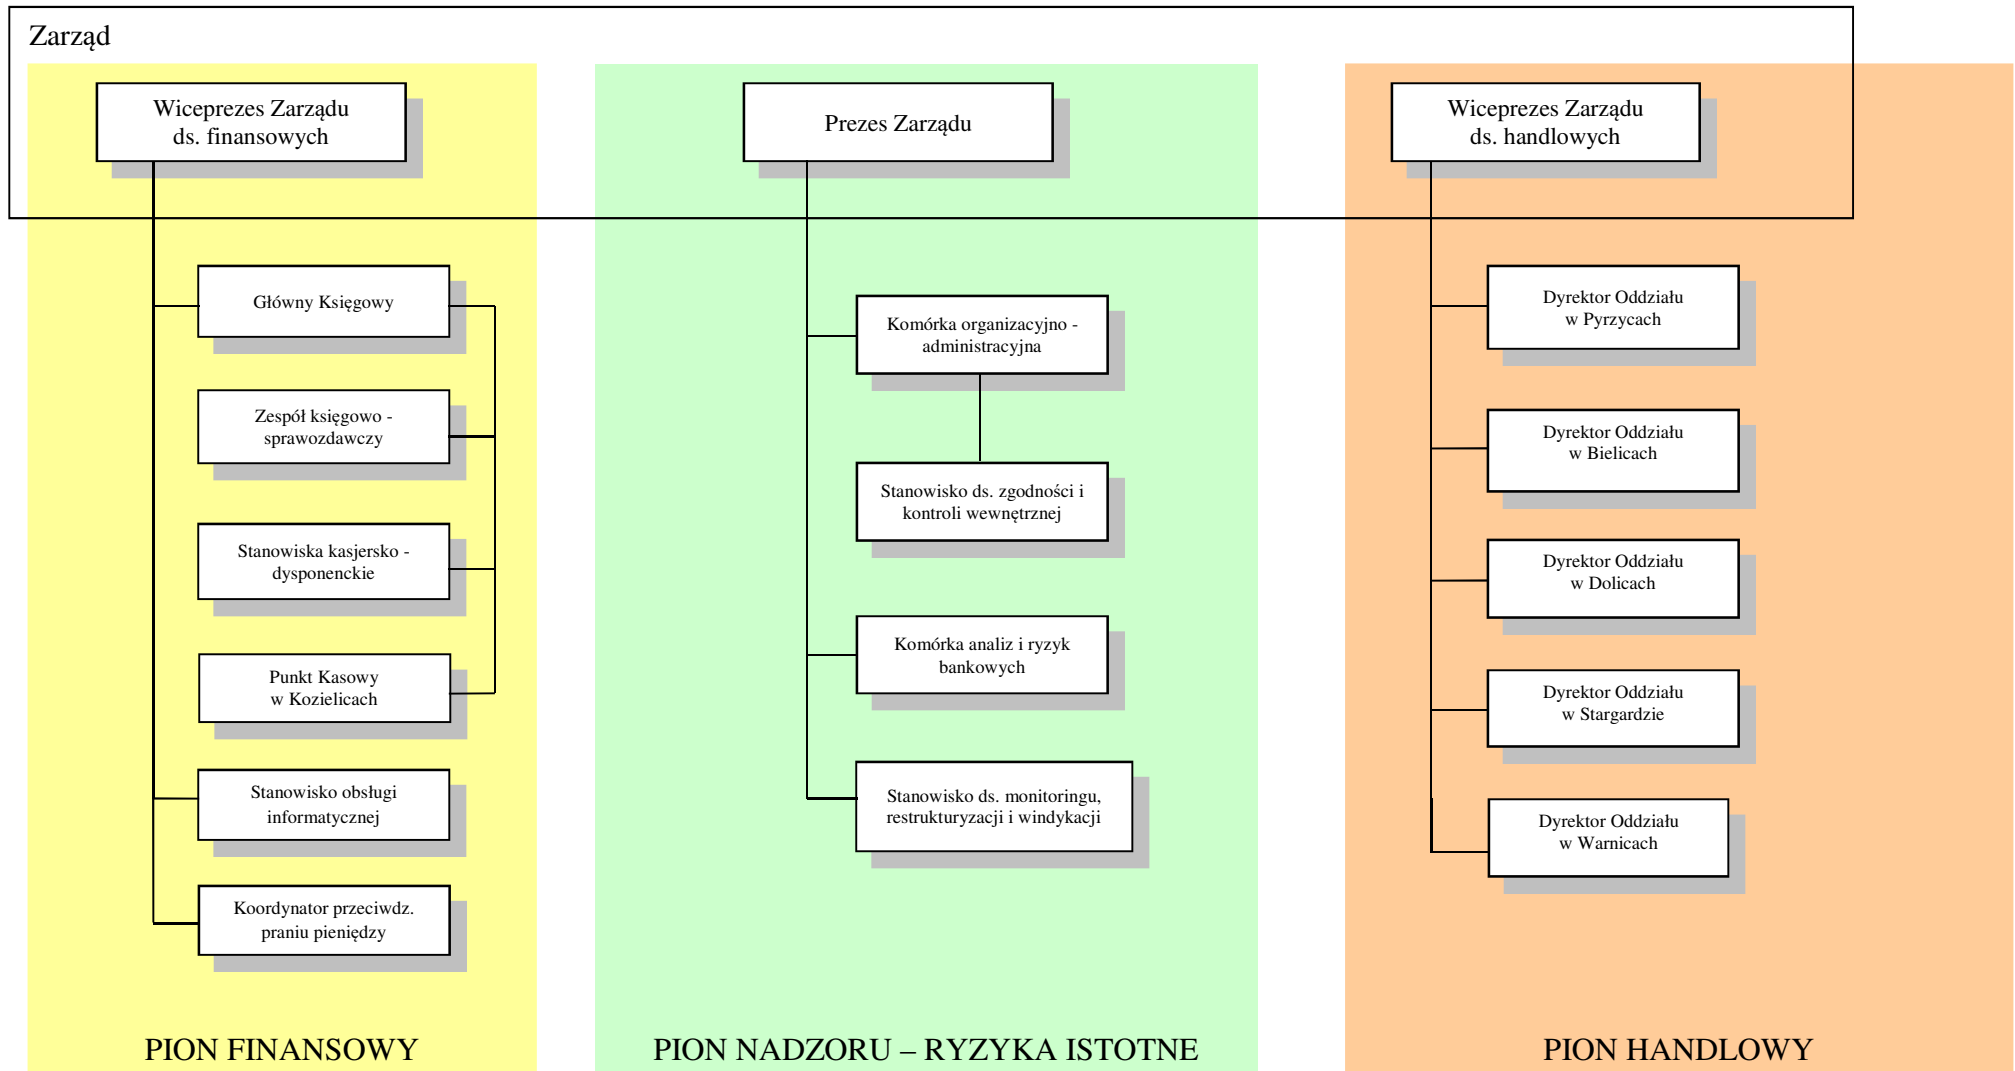 Zarząd
Wiceprezes Zarządu
ds. finansowych
Główny Księgowy
Zespół księgowo -
sprawozdawczy
Stanowiska kasjersko -
dysponenckie
Punkt Kasowy
w Kozielicach
Stanowisko obsługi
informatycznej
Koordynator przeciwdz.
praniu pieniędzy
PION FINANSOWY
Prezes Zarządu
Komórka organizacyjno -
administracyjna
Stanowisko ds. zgodności i
kontroli wewnętrznej
Komórka analiz i ryzyk
bankowych
Stanowisko ds. monitoringu,
restrukturyzacji i windykacji
PION NADZORU – RYZYKA ISTOTNE
Wiceprezes Zarządu
ds. handlowych
Dyrektor Oddziału
w Pyrzycach
Dyrektor Oddziału
w Bielicach
Dyrektor Oddziału
w Dolicach
Dyrektor Oddziału
w Stargardzie
Dyrektor Oddziału
w Warnicach
PION HANDLOWY